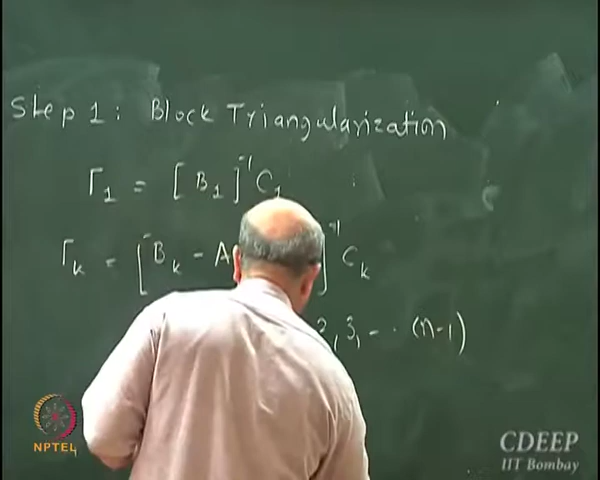 Step 1: Block Triangularization
Γ₁ = [B₁]⁻¹ C₁
Γₖ = [Bₖ - A ]⁻¹ Cₖ
2, 3, - - · (n-1)
NPTEL
CDEEP
IIT Bombay